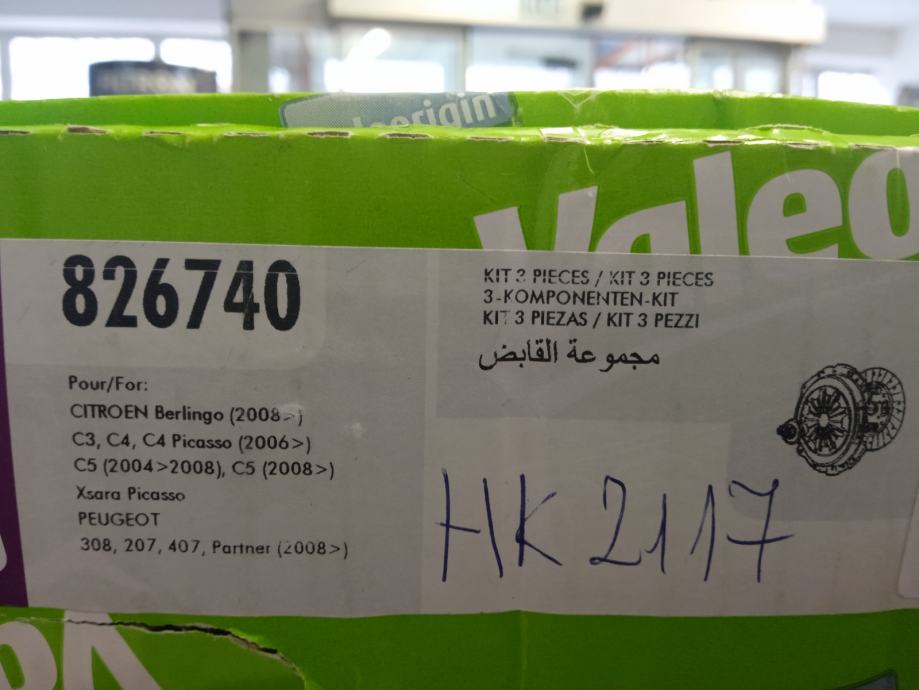 origin
Valeo
826740
KIT 3 PIECES / KIT 3 PIECES
3-KOMPONENTEN-KIT
KIT 3 PIEZAS / KIT 3 PEZZI
مجموعة القابض
Pour/For:
CITROEN Berlingo (2008>)
C3, C4, C4 Picasso (2006>)
C5 (2004>2008), C5 (2008>)
Xsara Picasso
PEUGEOT
308, 207, 407, Partner (2008>)
HK 2117